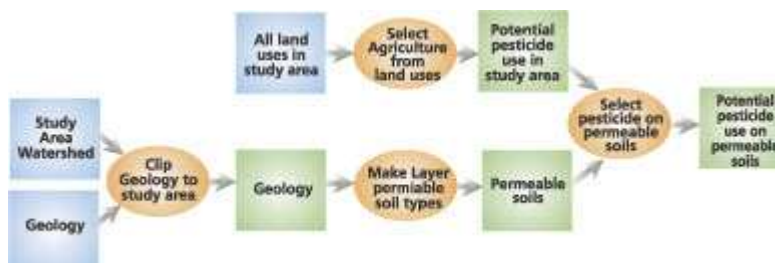 All land
uses in
study area
Select
Agriculture
from
land uses
Potential
pesticide
use in
study area
Study
Area
Watershed
Clip
Geology to
study area
Geology
Geology
Make Layer
permiable
soil types
Permeable
soils
Select
pesticide on
permeable
soils
Potential
pesticide
use on
permeable
soils